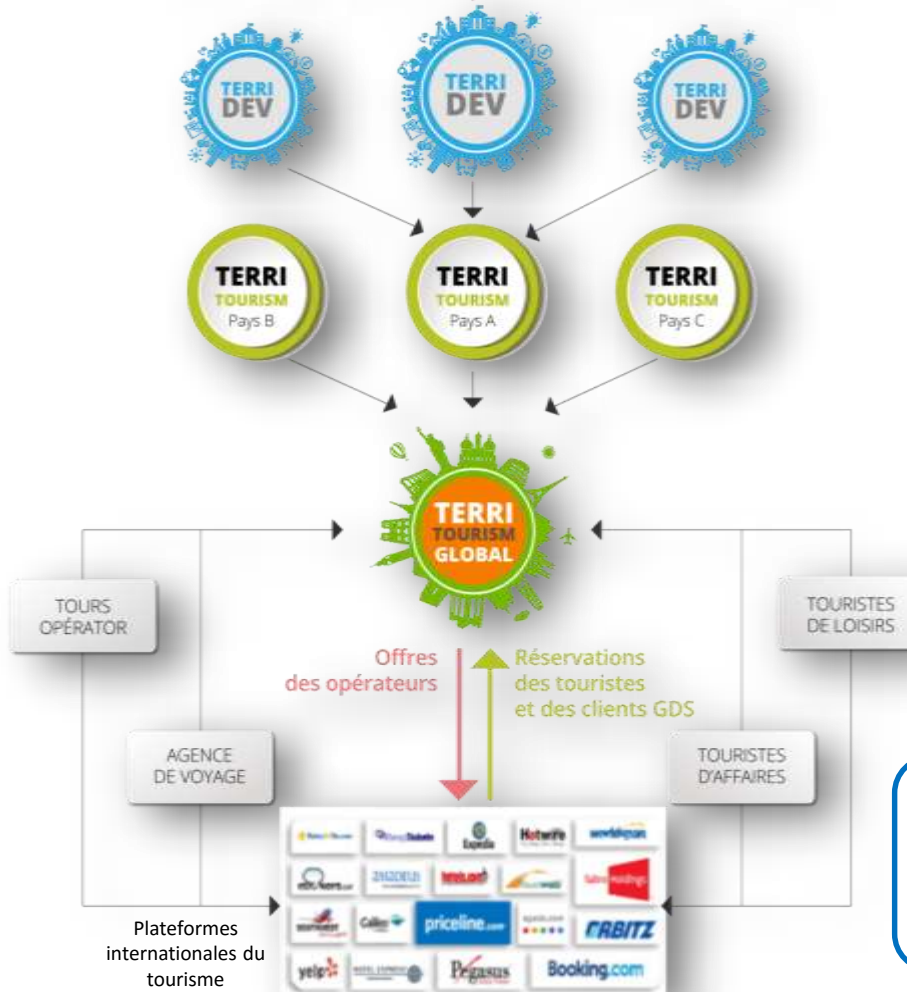 TERRI
DEV
TERRI
DEV
TERRI
DEV
TERRI
TOURISM
Pays B
TERRI
TOURISM
Pays A
TERRI
TOURISM
Pays C
TERRI
TOURISM
GLOBAL
TOURS
OPÉRATOR
TOURISTES
DE LOISIRS
Offres
des opérateurs
Réservations
des touristes
et des clients GDS
AGENCE
DE VOYAGE
TOURISTES
D'AFFAIRES
Expedia
priceline.com
ORBITZ
yelp
Pegasus
Booking.com
Plateformes
internationales du
tourisme